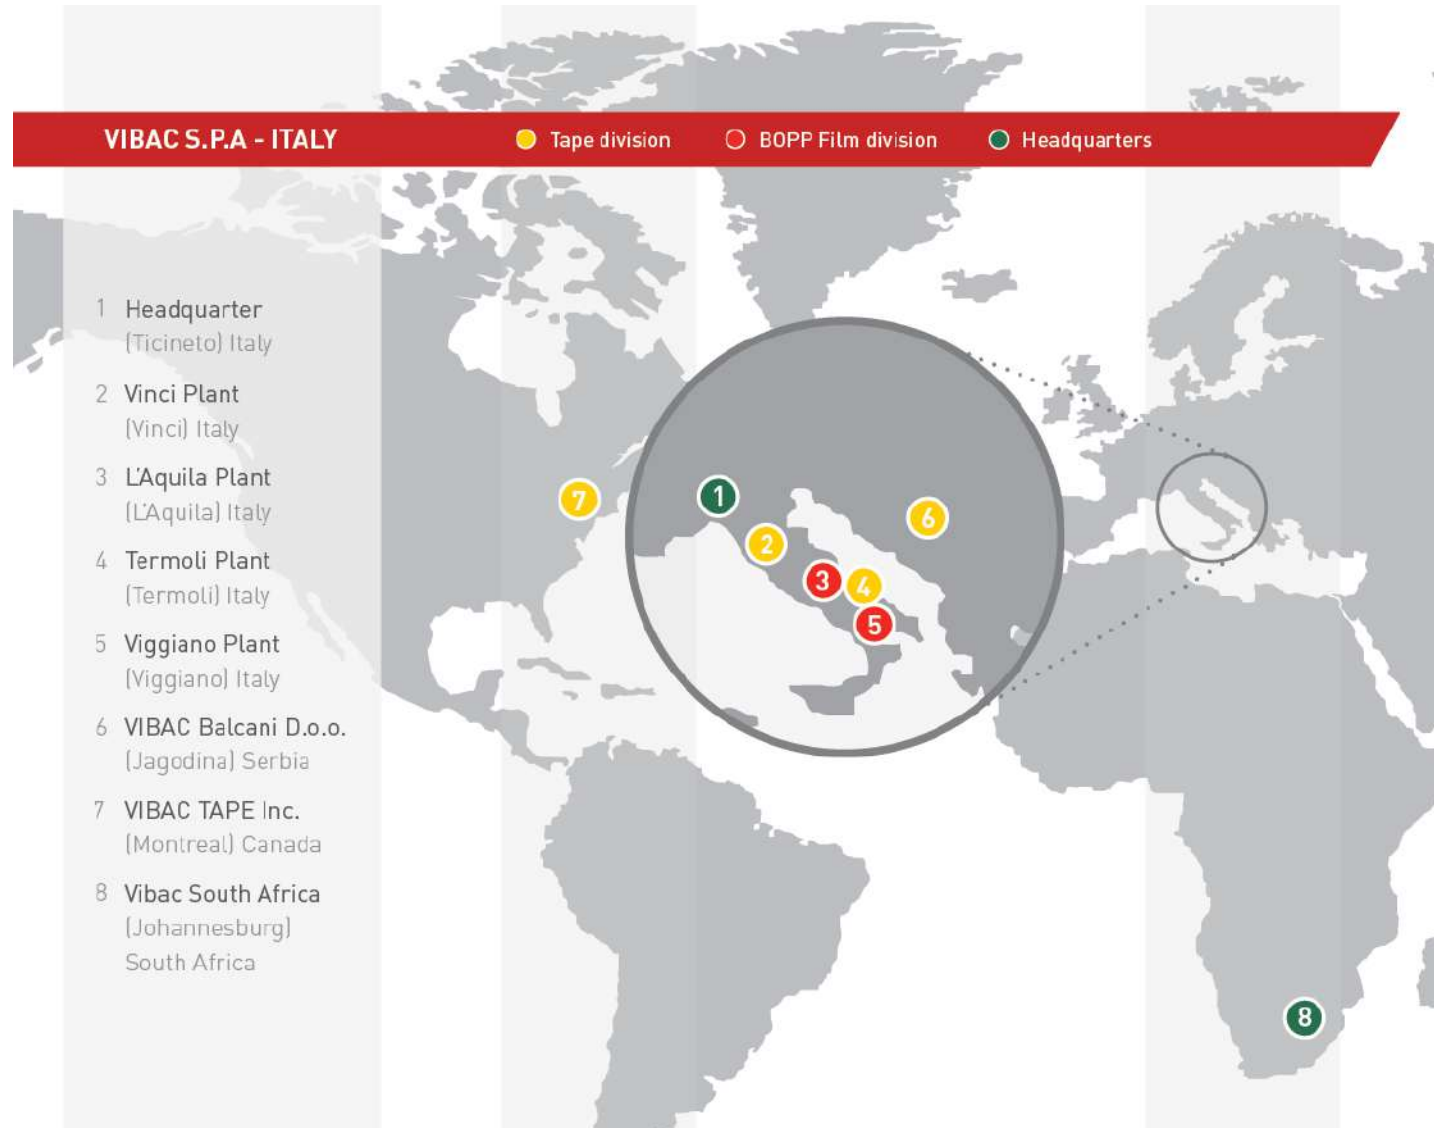 VIBAC S.P.A - ITALY
Tape division
BOPP Film division
Headquarters
1 Headquarter
(Ticineto) Italy
2 Vinci Plant
(Vinci) Italy
3 L'Aquila Plant
(L'Aquila) Italy
4 Termoli Plant
(Termoli) Italy
5 Viggiano Plant
(Viggiano) Italy
6 VIBAC Balcani D.o.o.
(Jagodina) Serbia
7 VIBAC TAPE Inc.
(Montreal) Canada
8 Vibac South Africa
(Johannesburg)
South Africa
7
1
6
2
3
4
5
8